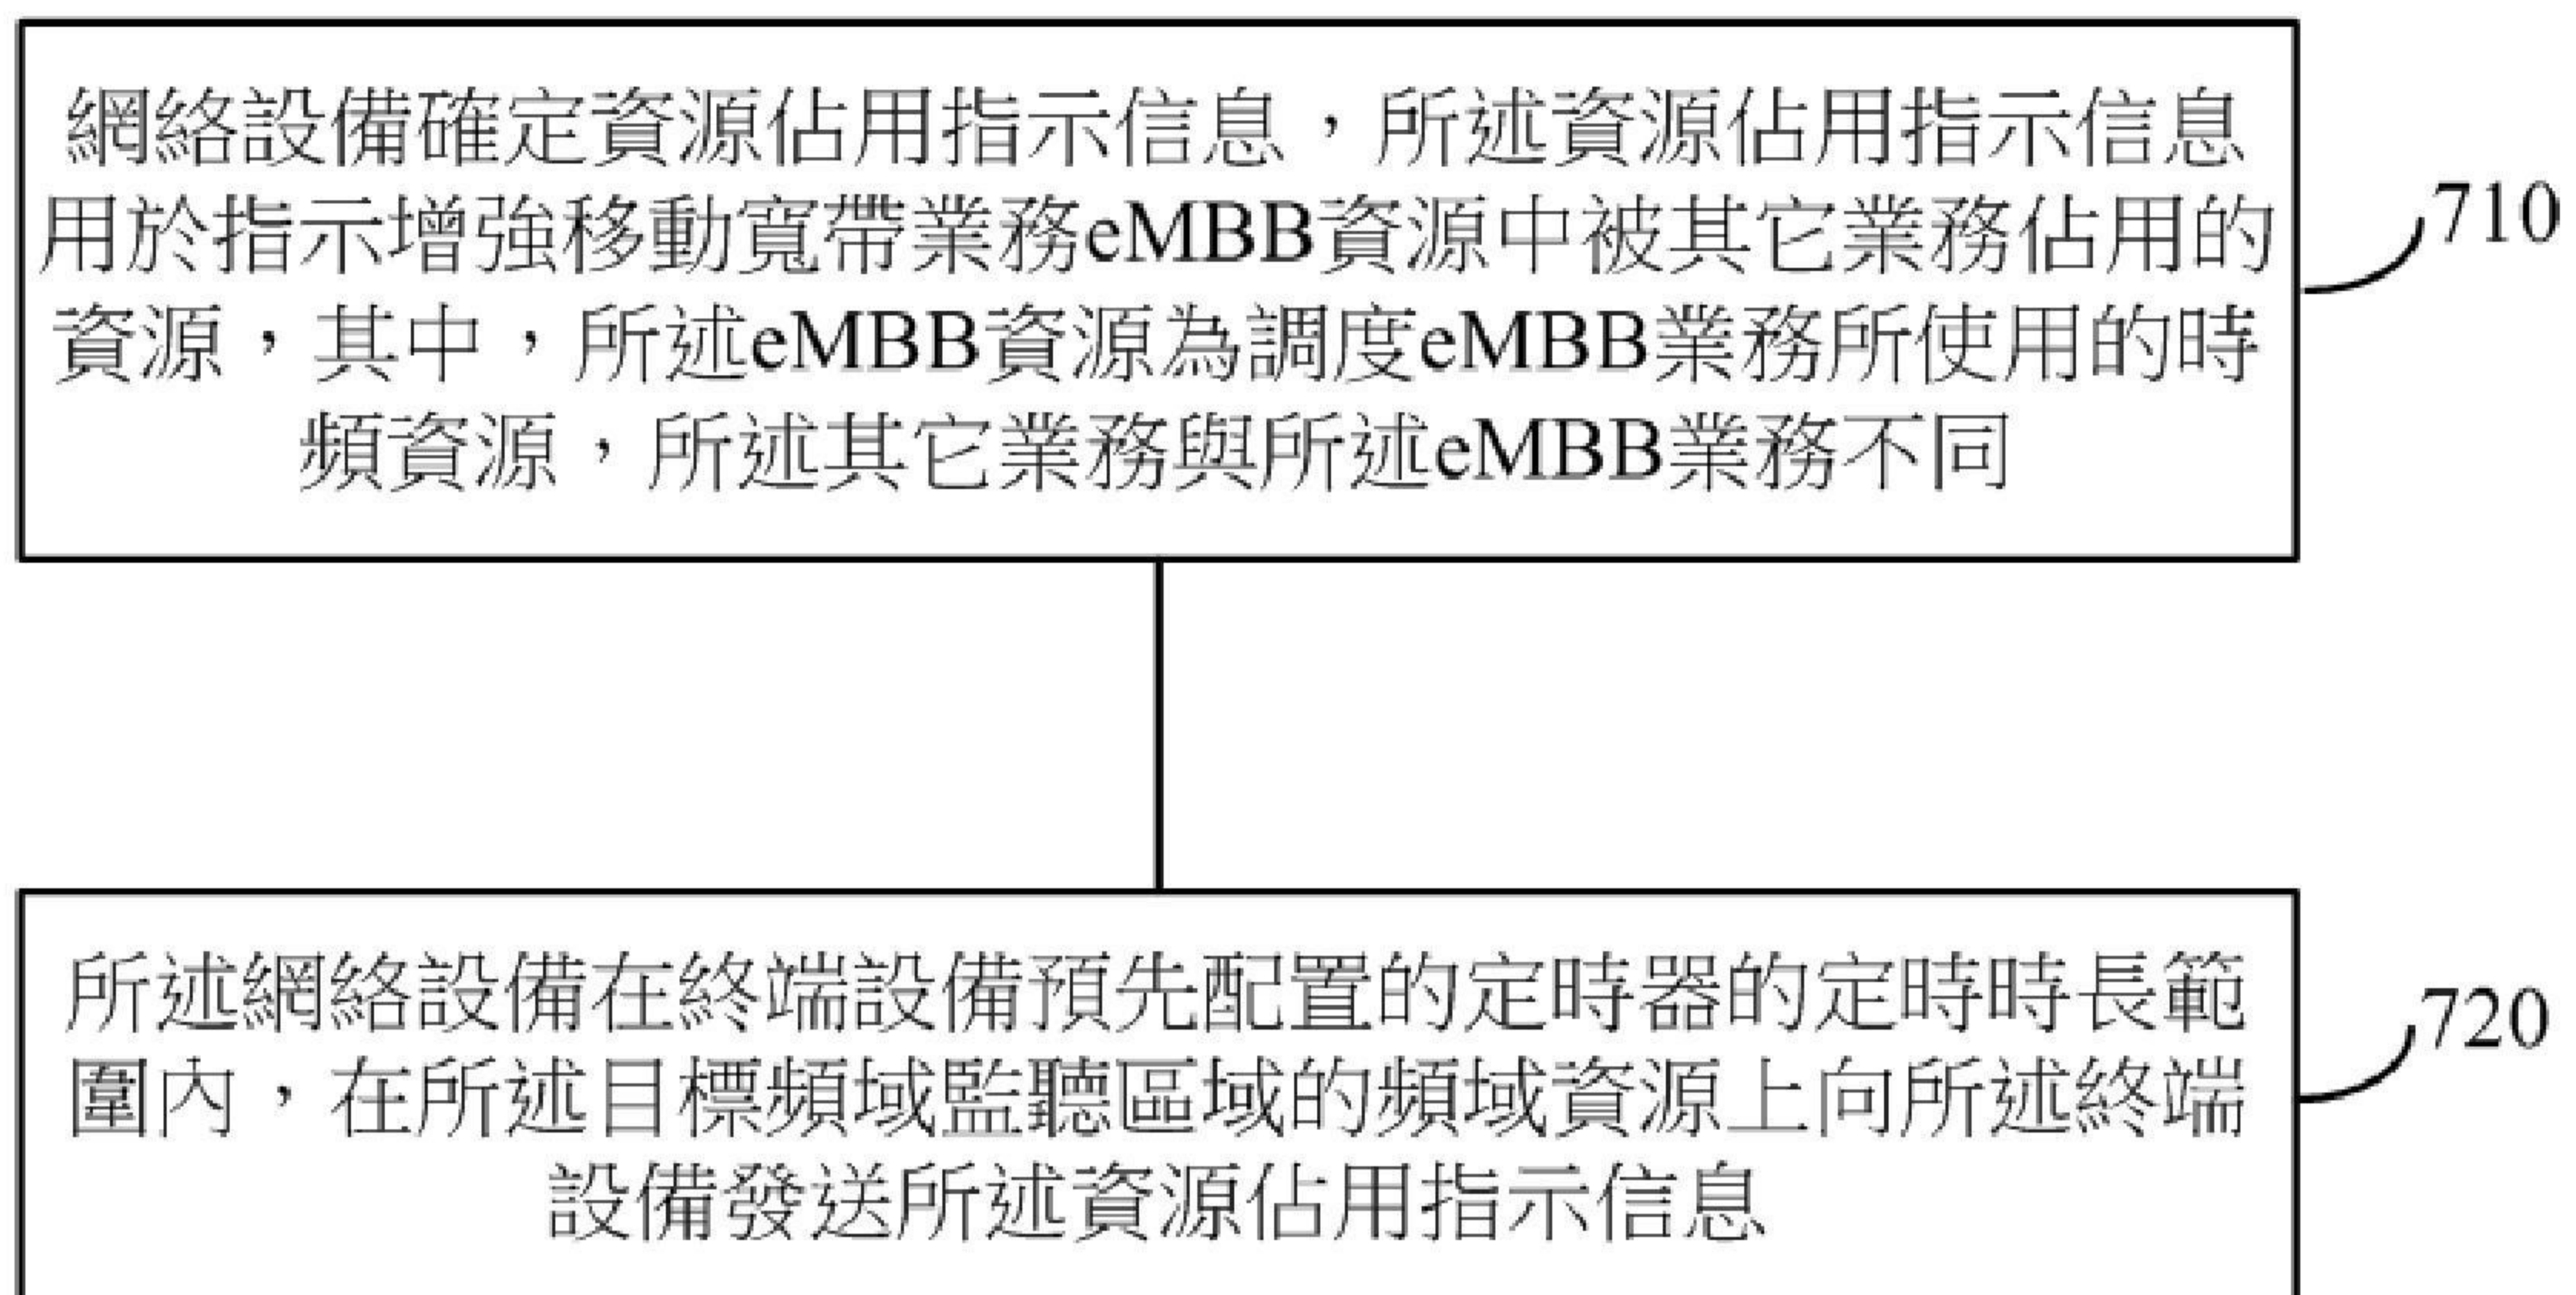 網絡設備確定資源佔用指示信息，所述資源佔用指示信息
用於指示增強移動寬帶業務eMBB資源中被其它業務佔用的
資源，其中，所述eMBB資源為調度eMBB業務所使用的時
頻資源，所述其它業務與所述eMBB業務不同
710
所述網絡設備在終端設備預先配置的定時器的定時時長範
圍內，在所述目標頻域監聽區域的頻域資源上向所述終端
設備發送所述資源佔用指示信息
720